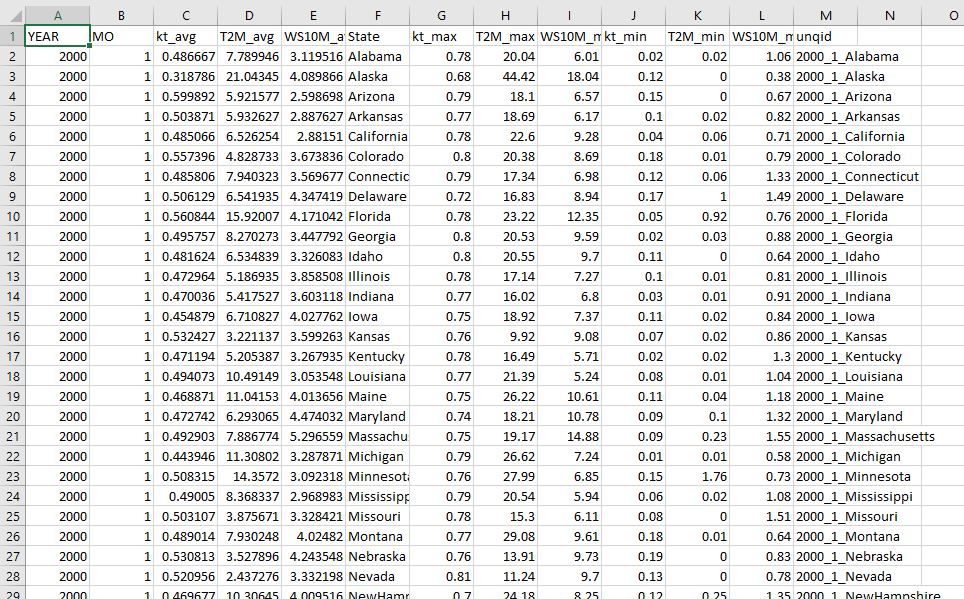 A B C D E F G H I J K L M N O
1 YEAR MO kt_avg T2M_avg WS10M_a State kt_max T2M_max WS10M_m kt_min T2M_min WS10M_m unqid
2 2000 1 0.486667 7.789946 3.119516 Alabama 0.78 20.04 6.01 0.02 0.02 1.06 2000_1_Alabama
3 2000 1 0.318786 21.04345 4.089866 Alaska 0.68 44.42 18.04 0.12 0 0.38 2000_1_Alaska
4 2000 1 0.599892 5.921577 2.598698 Arizona 0.79 18.1 6.57 0.15 0 0.67 2000_1_Arizona
5 2000 1 0.503871 5.932627 2.887627 Arkansas 0.77 18.69 6.17 0.1 0.02 0.82 2000_1_Arkansas
6 2000 1 0.485066 6.526254 2.88151 California 0.78 22.6 9.28 0.04 0.06 0.71 2000_1_California
7 2000 1 0.557396 4.828733 3.673836 Colorado 0.8 20.38 8.69 0.18 0.01 0.79 2000_1_Colorado
8 2000 1 0.485806 7.940323 3.569677 Connectic 0.79 17.34 6.98 0.12 0.06 1.33 2000_1_Connecticut
9 2000 1 0.506129 6.541935 4.347419 Delaware 0.72 16.83 8.94 0.17 1 1.49 2000_1_Delaware
10 2000 1 0.560844 15.92007 4.171042 Florida 0.78 23.22 12.35 0.05 0.92 0.76 2000_1_Florida
11 2000 1 0.495757 8.270273 3.447792 Georgia 0.8 20.53 9.59 0.02 0.03 0.88 2000_1_Georgia
12 2000 1 0.481624 6.534839 3.326083 Idaho 0.8 20.55 9.7 0.11 0 0.64 2000_1_Idaho
13 2000 1 0.472964 5.186935 3.858508 Illinois 0.78 17.14 7.27 0.1 0.01 0.81 2000_1_Illinois
14 2000 1 0.470036 5.417527 3.603118 Indiana 0.77 16.02 6.8 0.03 0.01 0.91 2000_1_Indiana
15 2000 1 0.454879 6.710827 4.027762 Iowa 0.75 18.92 7.37 0.11 0.02 0.84 2000_1_Iowa
16 2000 1 0.532427 3.221137 3.599263 Kansas 0.76 9.92 9.08 0.07 0.02 0.86 2000_1_Kansas
17 2000 1 0.471194 5.205387 3.267935 Kentucky 0.78 16.49 5.71 0.02 0.02 1.3 2000_1_Kentucky
18 2000 1 0.494073 10.49149 3.053548 Louisiana 0.77 21.39 5.24 0.08 0.01 1.04 2000_1_Louisiana
19 2000 1 0.468871 11.04153 4.013656 Maine 0.75 26.22 10.61 0.11 0.04 1.18 2000_1_Maine
20 2000 1 0.472742 6.293065 4.474032 Maryland 0.74 18.21 10.78 0.09 0.1 1.32 2000_1_Maryland
21 2000 1 0.492903 7.886774 5.296559 Massachu 0.75 19.17 14.88 0.09 0.23 1.55 2000_1_Massachusetts
22 2000 1 0.443946 11.30802 3.287871 Michigan 0.79 26.62 7.24 0.01 0.01 0.58 2000_1_Michigan
23 2000 1 0.508315 14.3572 3.092318 Minnesota 0.76 27.99 6.85 0.15 1.76 0.73 2000_1_Minnesota
24 2000 1 0.49005 8.368337 2.968983 Mississipp 0.79 20.54 5.94 0.06 0.02 1.08 2000_1_Mississippi
25 2000 1 0.503107 3.875671 3.328421 Missouri 0.78 15.3 6.11 0.08 0 1.51 2000_1_Missouri
26 2000 1 0.489014 7.930248 4.02482 Montana 0.77 29.08 9.61 0.18 0.01 0.64 2000_1_Montana
27 2000 1 0.530813 3.527896 4.243548 Nebraska 0.76 13.91 9.73 0.19 0 0.83 2000_1_Nebraska
28 2000 1 0.520956 2.437276 3.332198 Nevada 0.81 11.24 9.7 0.13 0 0.78 2000_1_Nevada
29 2000 1 0.469677 10.30645 4.009516 NewHamp 0.7 24.18 8.25 0.12 0.25 1.35 2000_1_NewHampshire